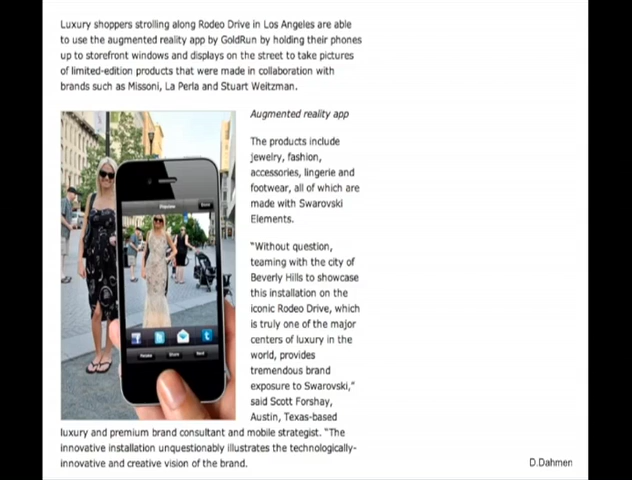 Luxury shoppers strolling along Rodeo Drive in Los Angeles are able
to use the augmented reality app by GoldRun by holding their phones
up to storefront windows and displays on the street to take pictures
of limited-edition products that were made in collaboration with
brands such as Missoni, La Perla and Stuart Weitzman.
Augmented reality app
The products include
jewelry, fashion,
accessories, lingerie and
footwear, all of which are
made with Swarovski
Elements.
"Without question,
teaming with the city of
Beverly Hills to showcase
this installation on the
iconic Rodeo Drive, which
is truly one of the major
centers of luxury in the
world, provides
tremendous brand
exposure to Swarovski,"
said Scott Forshay,
Austin, Texas-based
luxury and premium brand consultant and mobile strategist. "The
innovative installation unquestionably illustrates the technologically-
innovative and creative vision of the brand.
D.Dahmen